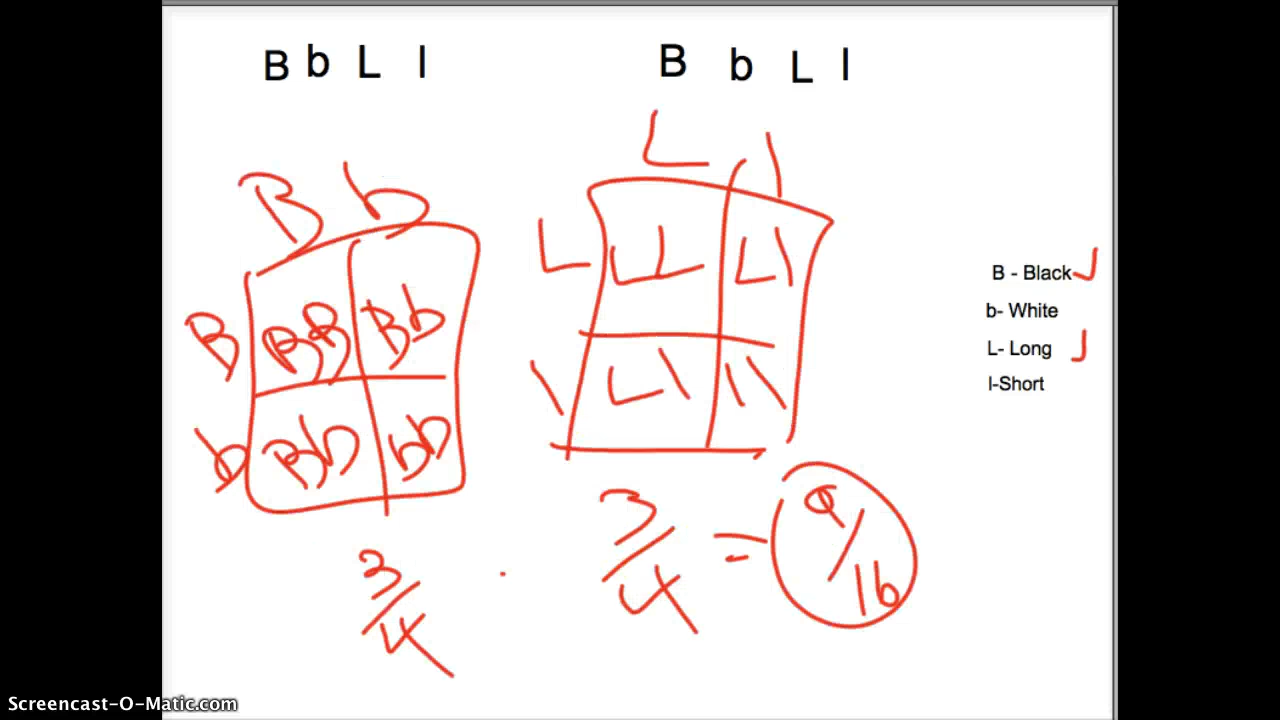 B b L l B b L l
B b
L l
B BB Bb
b Bb bb
L LL Ll
l Ll ll
B - Black
b- White
L- Long
l-Short
3/4 · 3/4 = 9/16
Screencast-O-Matic.com